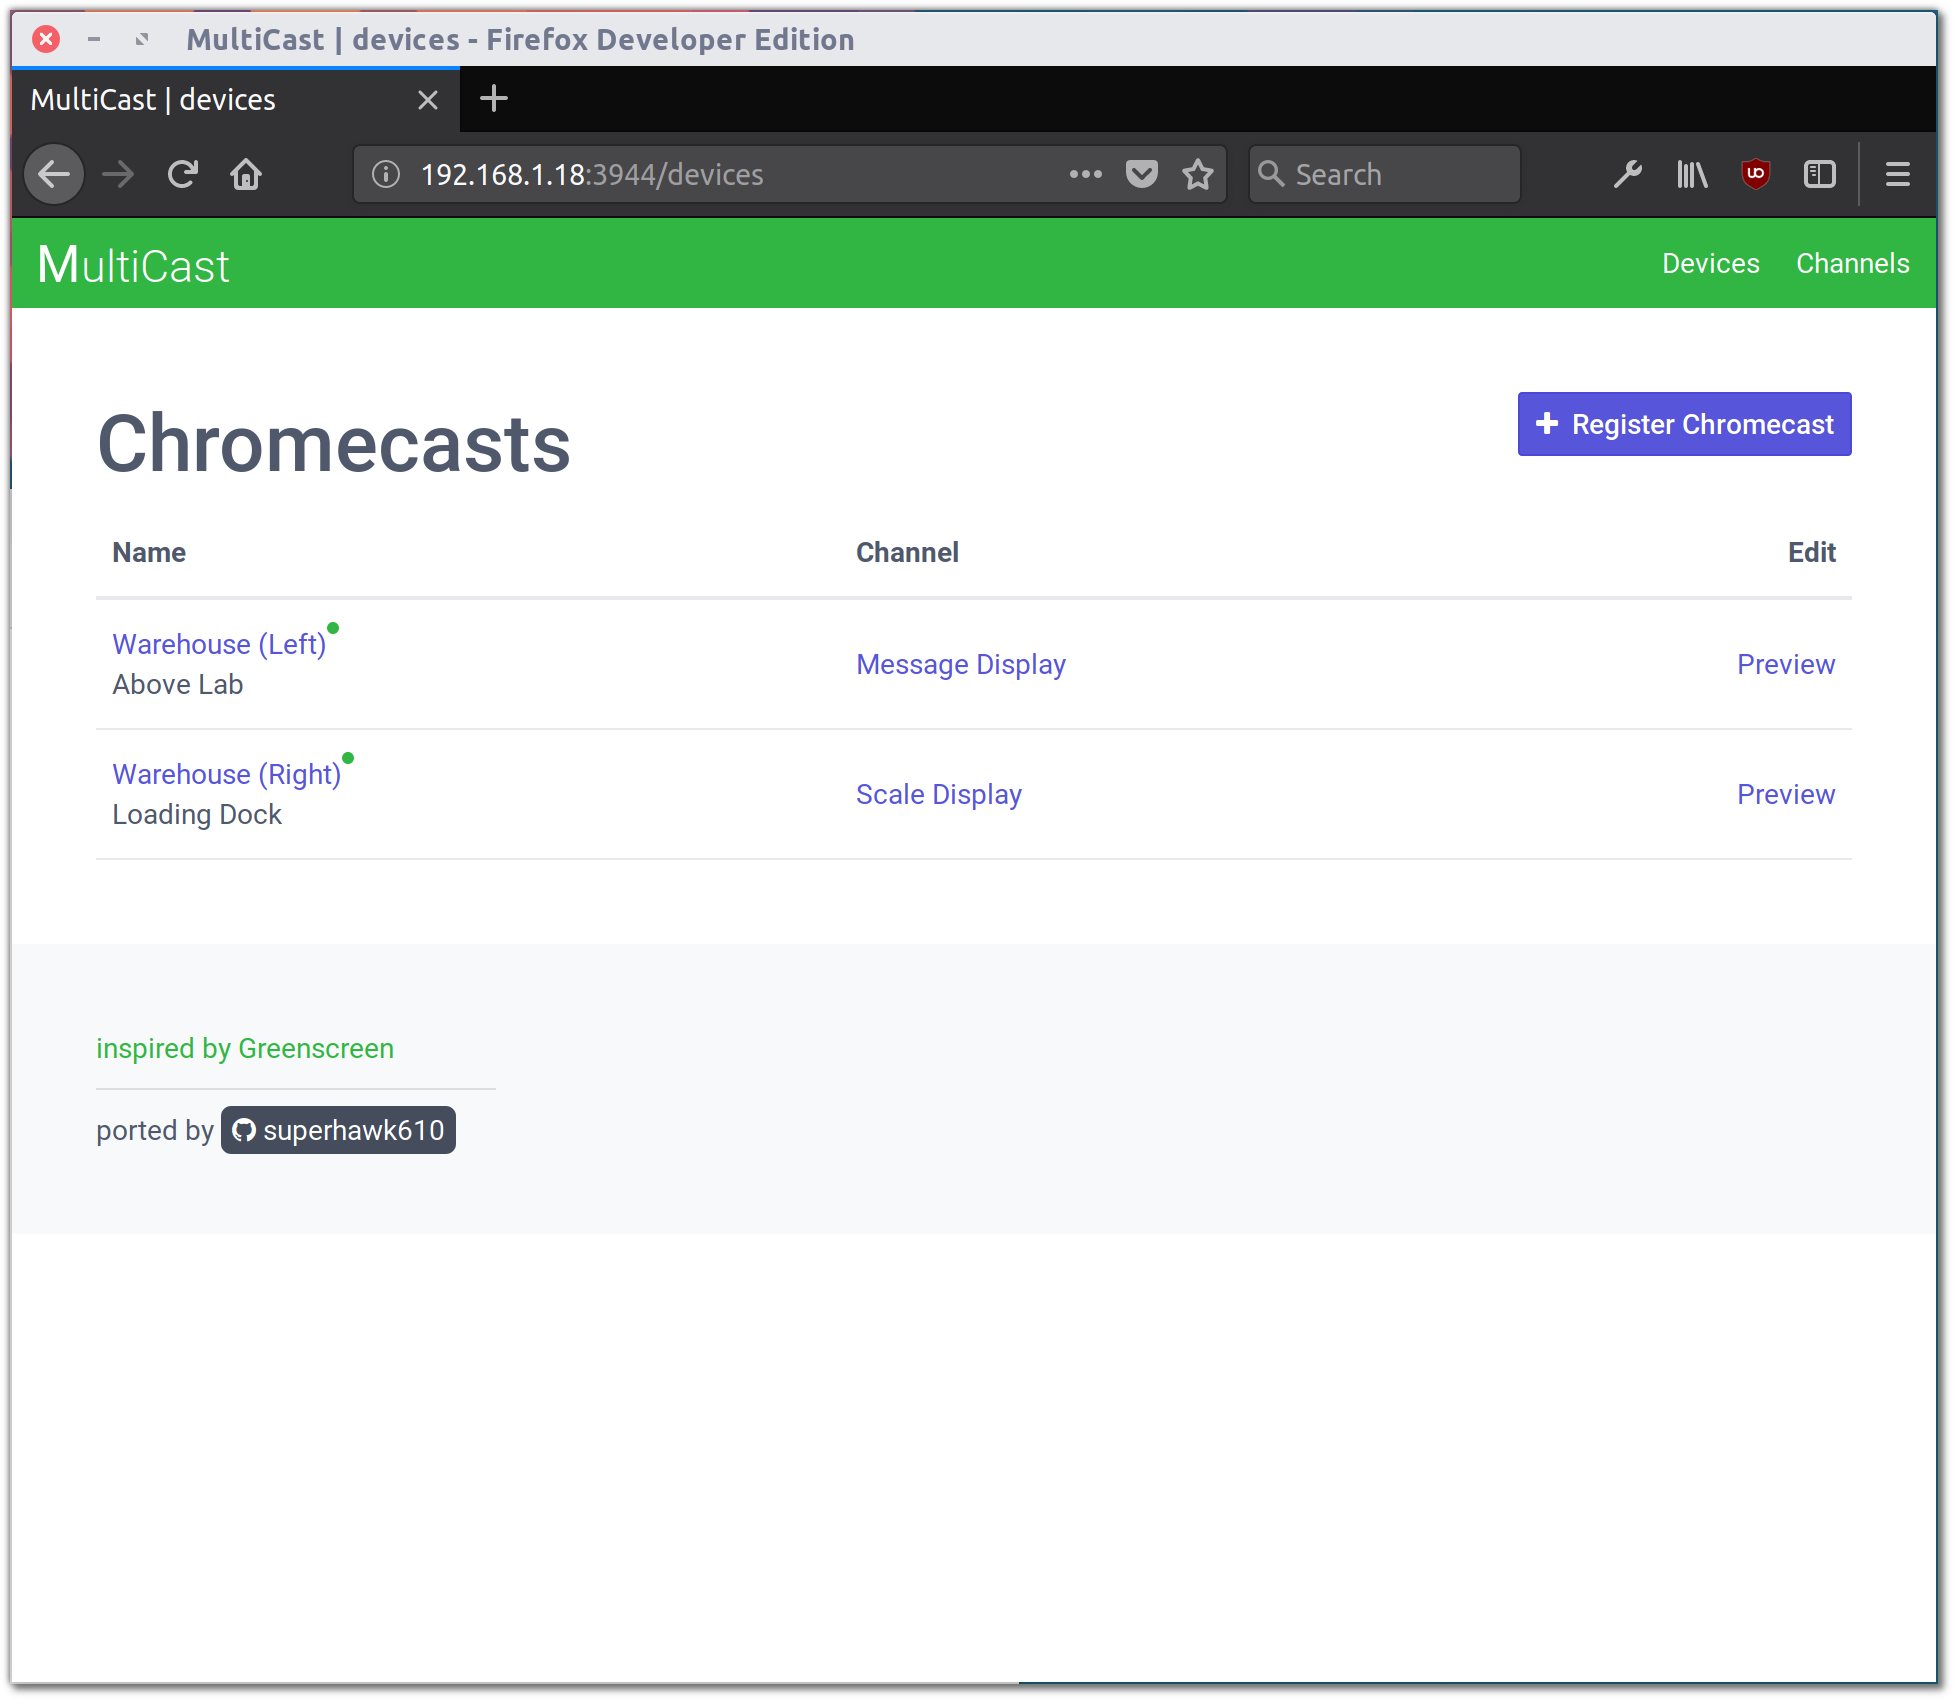 MultiCast | devices - Firefox Developer Edition
MultiCast | devices
192.168.1.18:3944/devices
Search
MultiCast
Devices
Channels
Chromecasts
Register Chromecast
Name
Channel
Edit
Warehouse (Left)
Above Lab
Message Display
Preview
Warehouse (Right)
Loading Dock
Scale Display
Preview
inspired by Greenscreen
ported by superhawk610